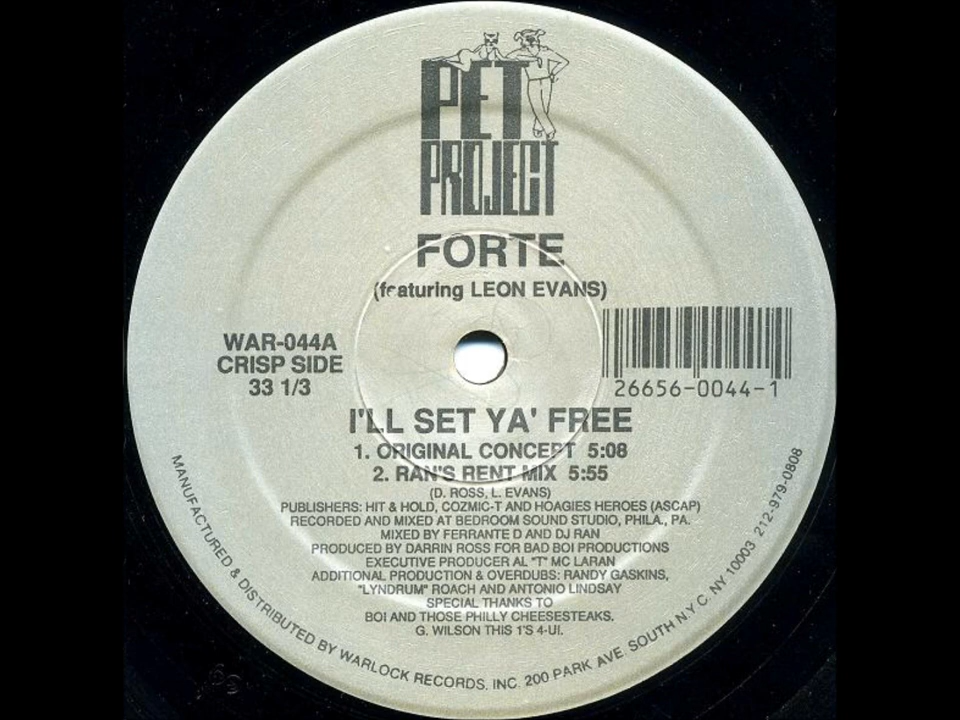 PET
PROJECT
FORTE
(featuring LEON EVANS)
WAR-044A
CRISP SIDE
33 1/3
26656-0044-1
I'LL SET YA' FREE
1. ORIGINAL CONCEPT 5:08
2. RAN'S RENT MIX 5:55
(D. ROSS, L. EVANS)
PUBLISHERS: HIT & HOLD, COZMIC-T AND HOAGIES HEROES (ASCAP)
RECORDED AND MIXED AT BEDROOM SOUND STUDIO, PHILA., PA.
MIXED BY FERRANTE D AND DJ RAN
PRODUCED BY DARRIN ROSS FOR BAD BOI PRODUCTIONS
EXECUTIVE PRODUCER AL "T" MC LARAN
ADDITIONAL PRODUCTION & OVERDUBS: RANDY GASKINS,
"LYNDRUM" ROACH AND ANTONIO LINDSAY
SPECIAL THANKS TO
BOI AND THOSE PHILLY CHEESESTEAKS.
G. WILSON THIS 1'S 4-UI.
MANUFACTURED & DISTRIBUTED BY WARLOCK RECORDS, INC. 200 PARK AVE. SOUTH N.Y.C. NY 10003 212-979-0808